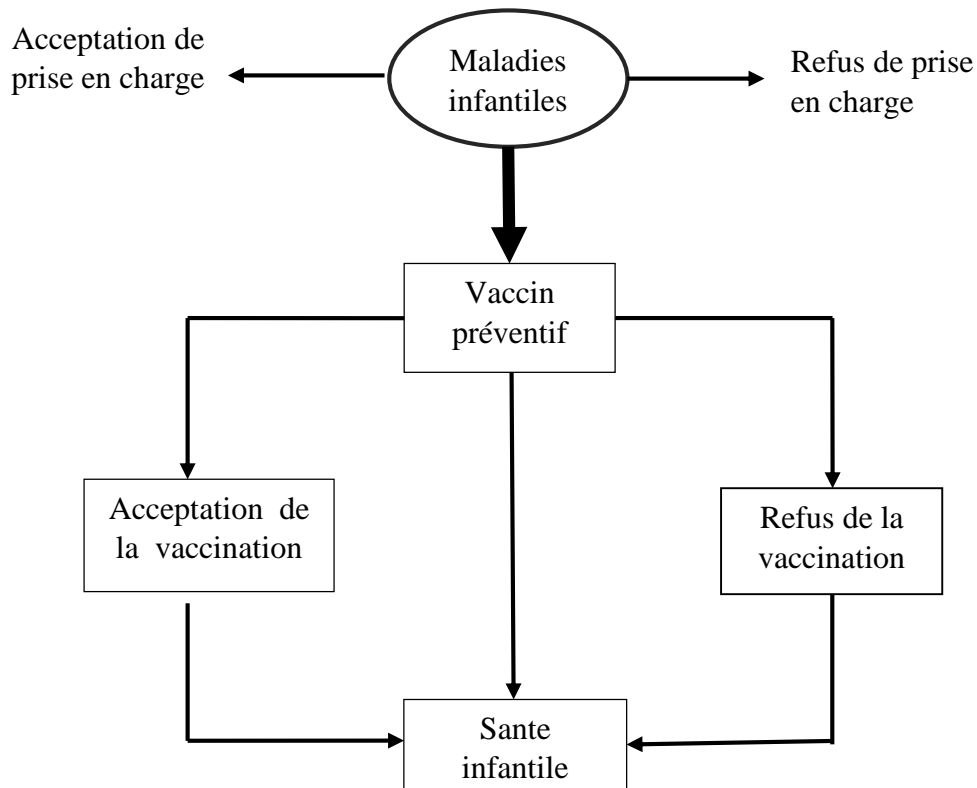 Acceptation de
prise en charge
Maladies
infantiles
Refus de prise
en charge
Vaccin
préventif
Acceptation de
la vaccination
Refus de la
vaccination
Sante
infantile